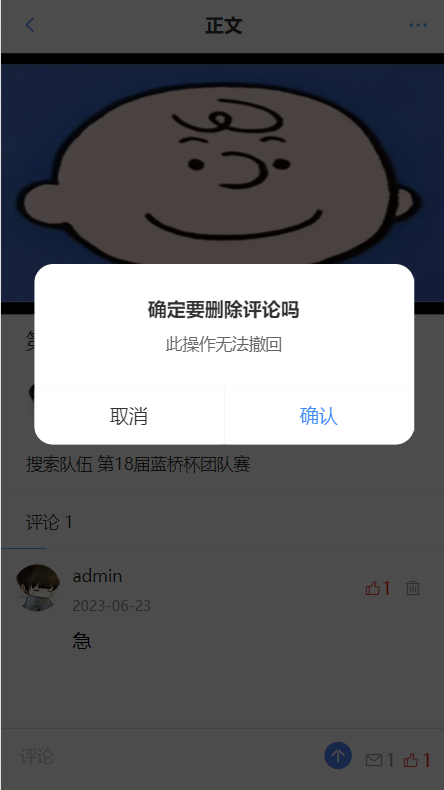 正文
确定要删除评论吗
此操作无法撤回
取消
确认
搜索队伍 第18届蓝桥杯团队赛
评论 1
admin
1
2023-06-23
急
评论
1
1